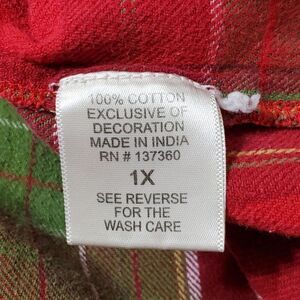 100% COTTON
EXCLUSIVE OF
DECORATION
MADE IN INDIA
RN # 137360
1X
SEE REVERSE
FOR THE
WASH CARE